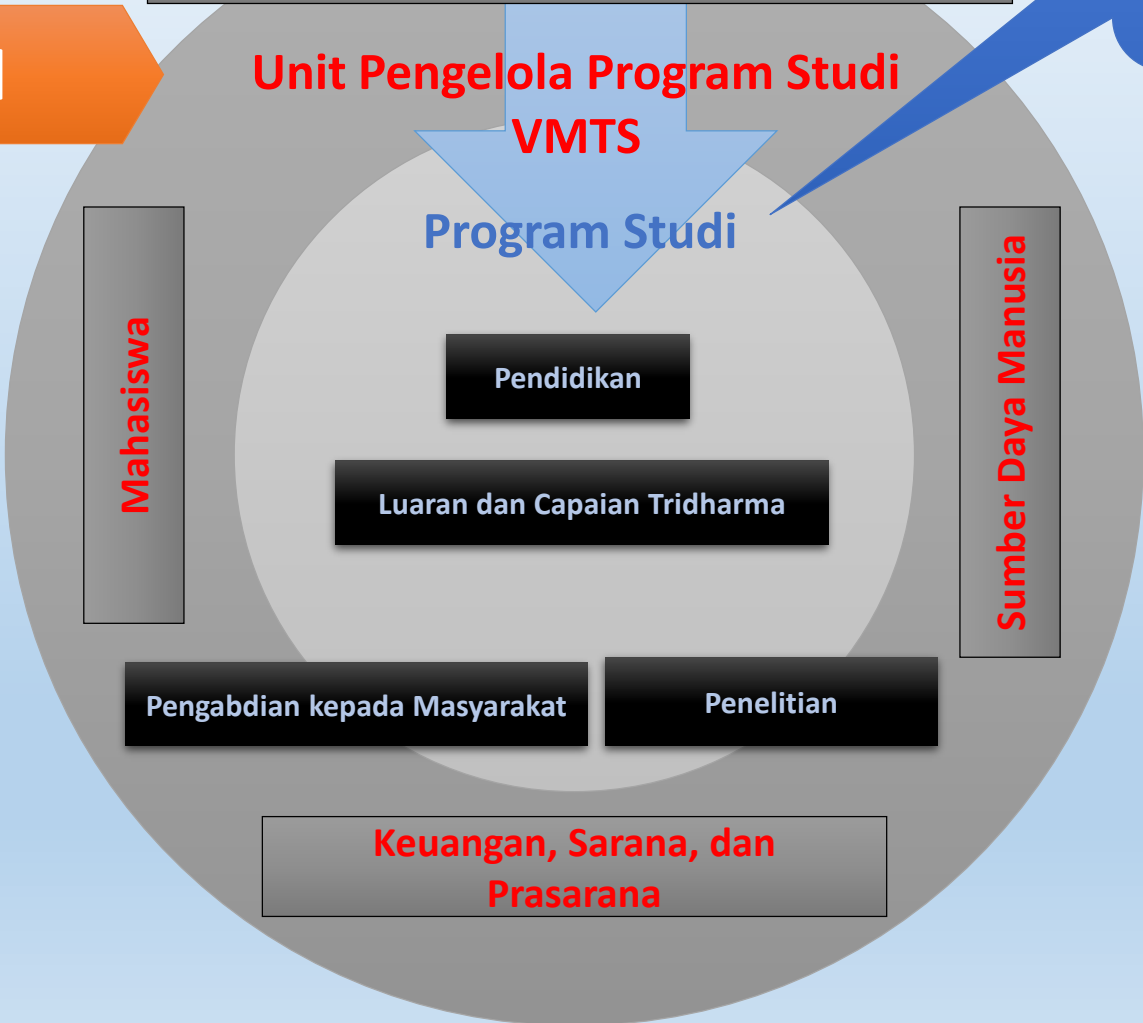 Unit Pengelola Program Studi
VMTS
Program Studi
Mahasiswa
Sumber Daya Manusia
Pendidikan
Luaran dan Capaian Tridharma
Pengabdian kepada Masyarakat
Penelitian
Keuangan, Sarana, dan
Prasarana